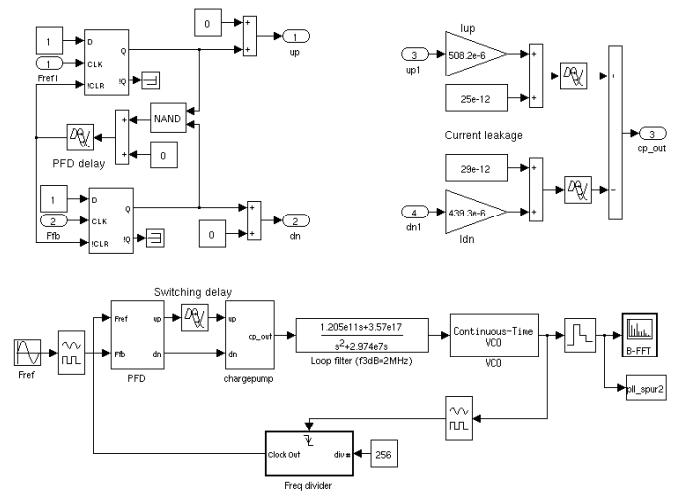 0
+
+
1
up
1
D
Q
1
CLK
Fref1
!Q
!CLR
NAND
+
+
0
PFD delay
1
D
Q
2
CLK
Ffb
!Q
!CLR
+
+
0
2
dn
Iup
3
up1
508.2e-6
+
+
25e-12
Current leakage
29e-12
+
+
4
dn1
439.3e-6
Idn
3
cp_out
Switching delay
Fref
up
Ffb
dn
PFD
up
cp_out
dn
chargepump
1.205e11s+3.57e17
s2+2.974e7s
Loop filter (f3dB=2MHz)
Continuous-Time
VCO
VCO
B-FFT
pll_spur2
Fref
Clock Out
div
256
Freq divider